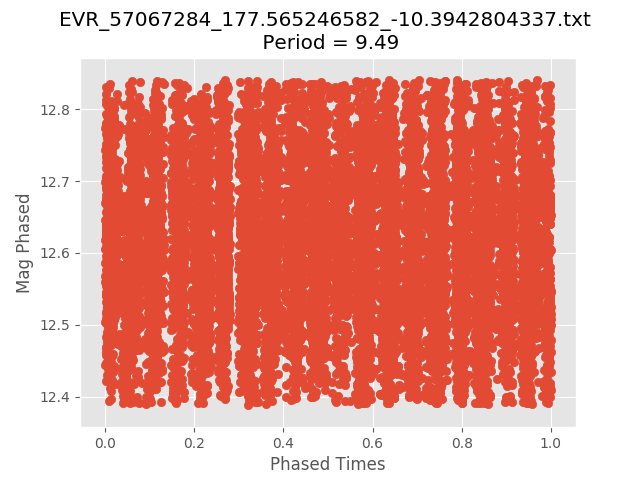 EVR_57067284_177.565246582_-10.3942804337.txt
Period = 9.49
Mag Phased
12.8
12.7
12.6
12.5
12.4
0.0 0.2 0.4 0.6 0.8 1.0
Phased Times